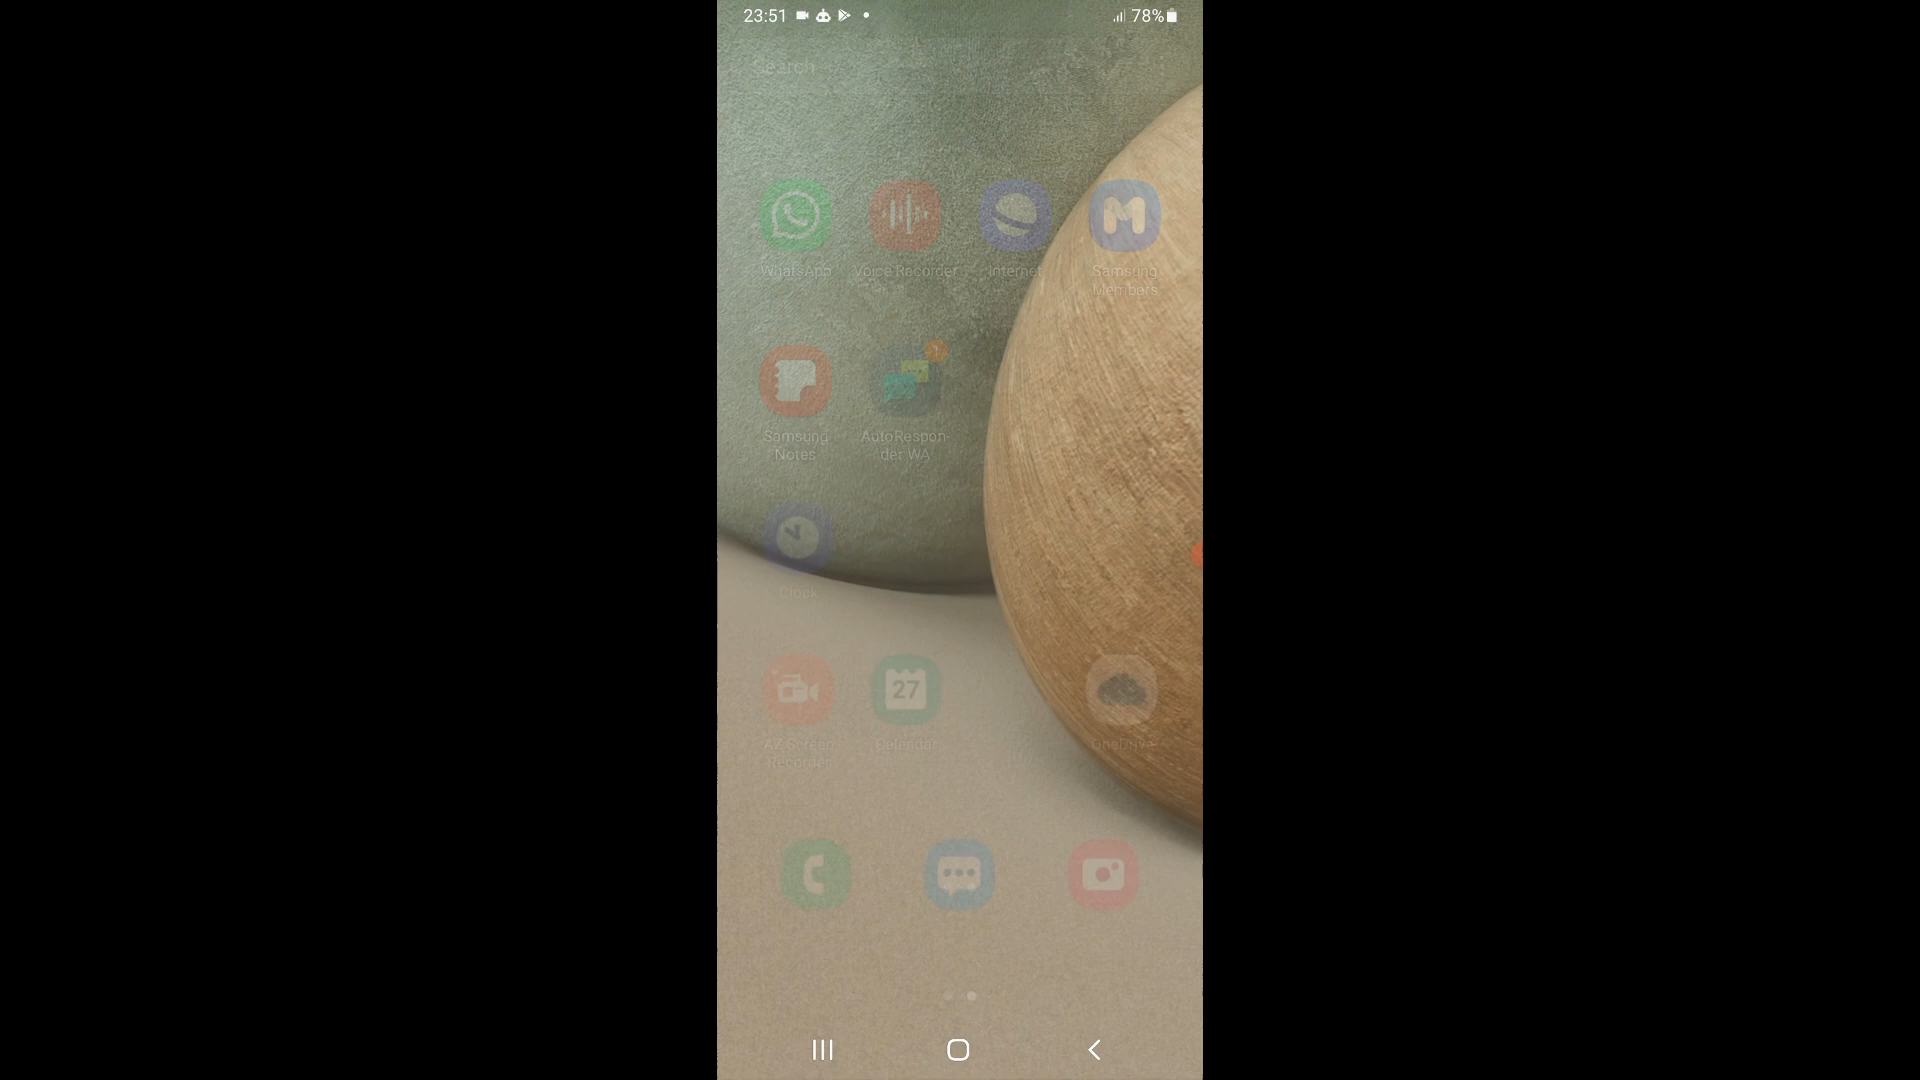 23:51
78%
Search
WhatsApp
Voice Recorder
Internet
Samsung
Members
Samsung
Notes
AutoRespon-
der WA
Clock
AZ Screen
Recorder
27
Calendar
OneDrive